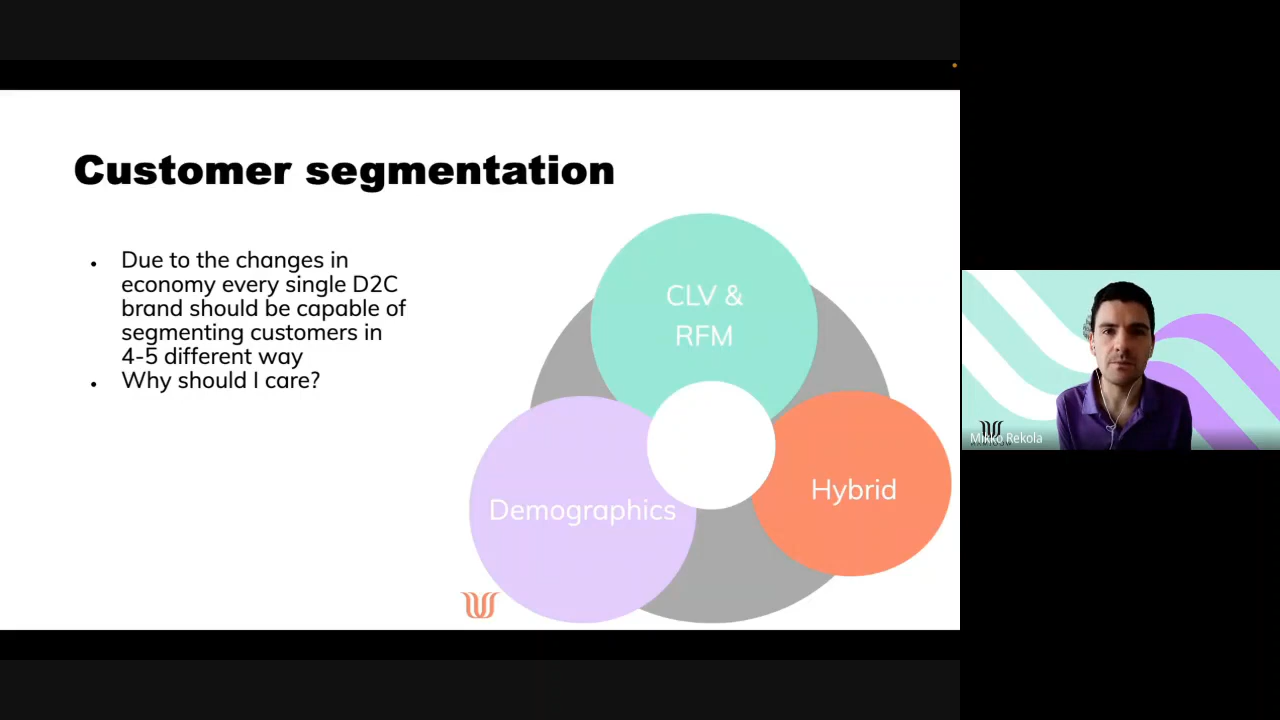 Customer segmentation
• Due to the changes in
economy every single D2C
brand should be capable of
segmenting customers in
4-5 different way
• Why should I care?
CLV &
RFM
Demographics
Hybrid
Mikko Rekola